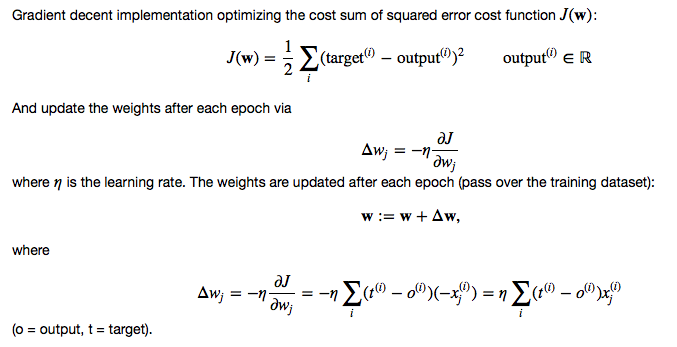 Gradient decent implementation optimizing the cost sum of squared error cost function J(w):
J(w) = 1/2 ∑_i (target^(i) − output^(i))² output^(i) ∈ ℝ
And update the weights after each epoch via
Δw_j = −η ∂J/∂w_j
where η is the learning rate. The weights are updated after each epoch (pass over the training dataset):
w := w + Δw,
where
Δw_j = −η ∂J/∂w_j = −η ∑_i (t^(i) − o^(i))(−x_j^(i)) = η ∑_i (t^(i) − o^(i))x_j^(i)
(o = output, t = target).